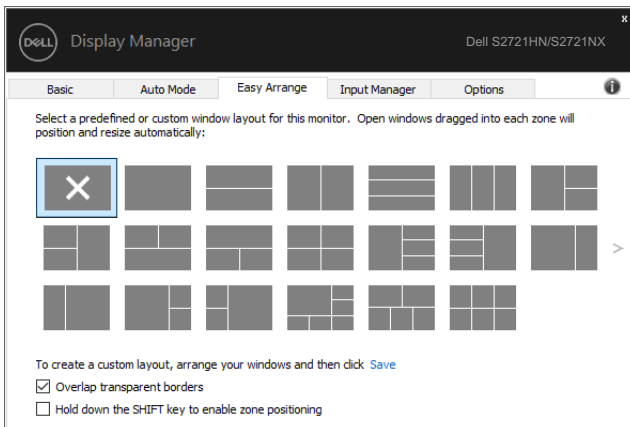 x
DELL Display Manager Dell S2721HN/S2721NX
Basic Auto Mode Easy Arrange Input Manager Options i
Select a predefined or custom window layout for this monitor. Open windows dragged into each zone will
position and resize automatically:
>
To create a custom layout, arrange your windows and then click Save
Overlap transparent borders
Hold down the SHIFT key to enable zone positioning